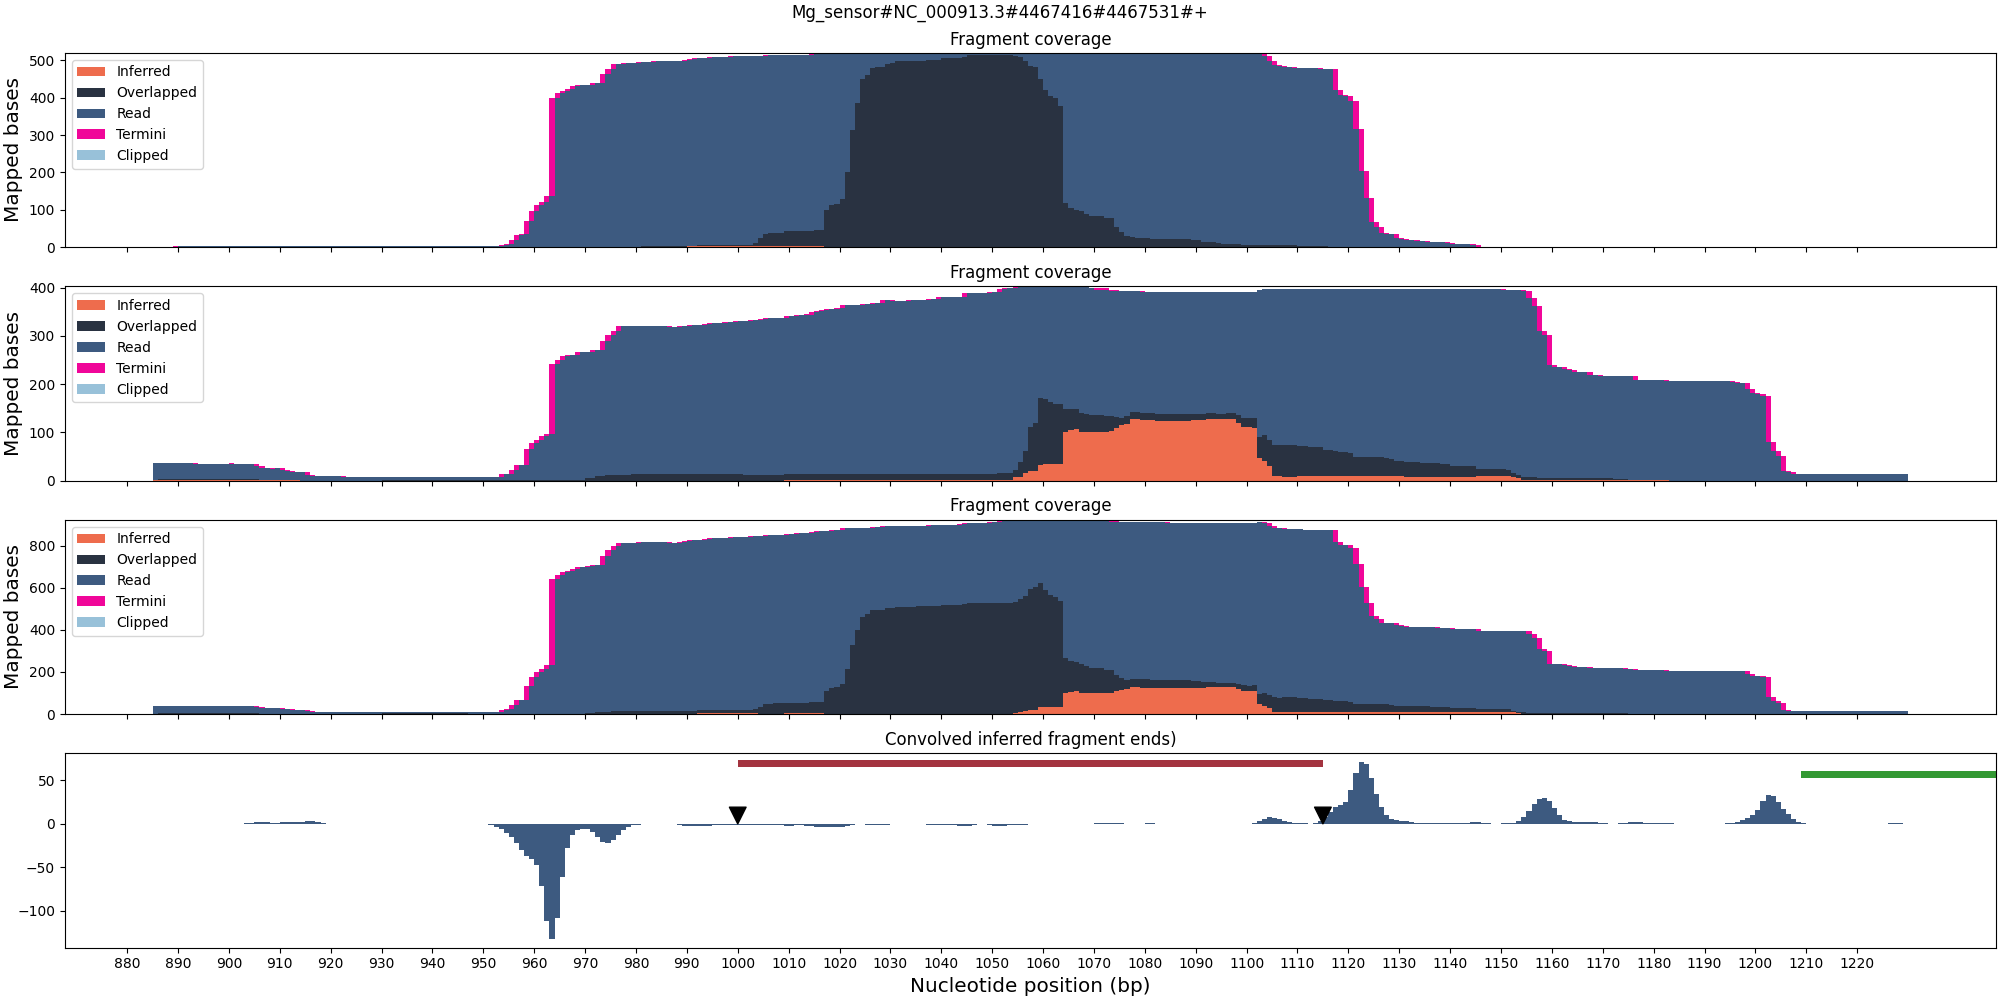 Mg_sensor#NC_000913.3#4467416#4467531#+
Fragment coverage
Mapped bases
500
400
300
200
100
0
Inferred
Overlapped
Read
Termini
Clipped
Fragment coverage
Mapped bases
400
300
200
100
0
Inferred
Overlapped
Read
Termini
Clipped
Fragment coverage
Mapped bases
800
600
400
200
0
Inferred
Overlapped
Read
Termini
Clipped
Convolved inferred fragment ends)
50
0
−50
−100
880 890 900 910 920 930 940 950 960 970 980 990 1000 1010 1020 1030 1040 1050 1060 1070 1080 1090 1100 1110 1120 1130 1140 1150 1160 1170 1180 1190 1200 1210 1220
Nucleotide position (bp)